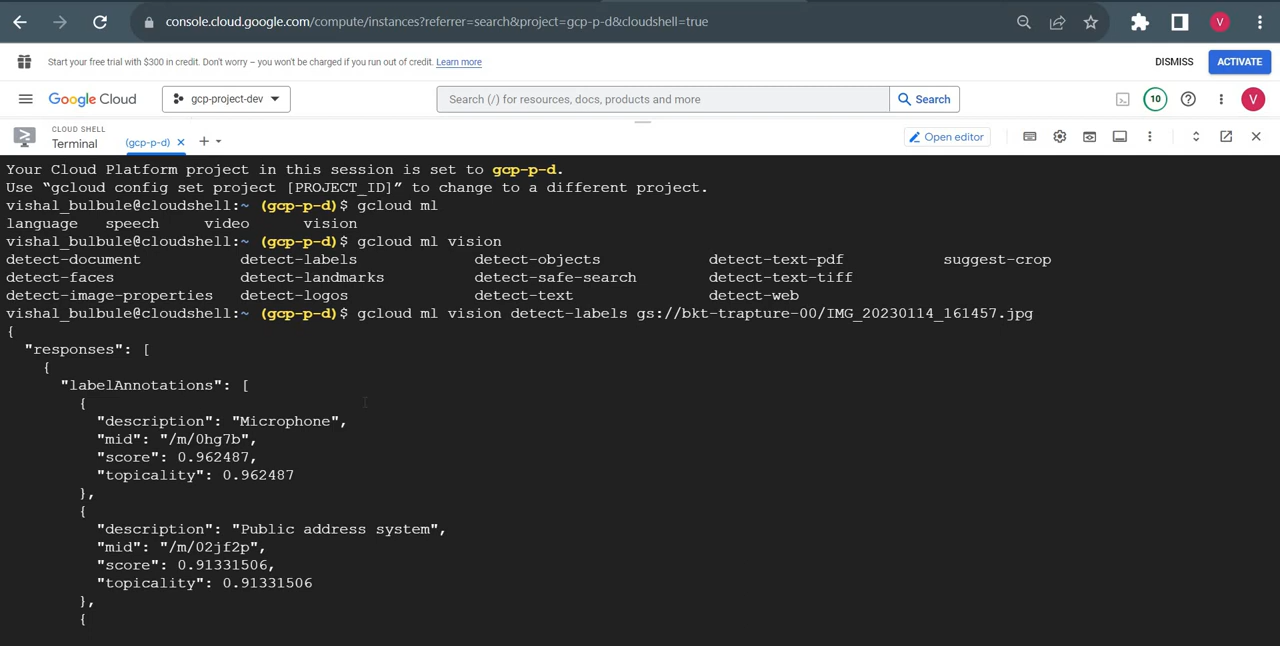 console.cloud.google.com/compute/instances?referrer=search&project=gcp-p-d&cloudshell=true
V
Start your free trial with $300 in credit. Don't worry – you won't be charged if you run out of credit. Learn more
DISMISS
ACTIVATE
Google Cloud
gcp-project-dev
Search (/) for resources, docs, products and more
Search
10
V
CLOUD SHELL
Terminal
(gcp-p-d)
Open editor
Your Cloud Platform project in this session is set to gcp-p-d.
Use “gcloud config set project [PROJECT_ID]” to change to a different project.
vishal_bulbule@cloudshell:~ (gcp-p-d)$ gcloud ml
language speech video vision
vishal_bulbule@cloudshell:~ (gcp-p-d)$ gcloud ml vision
detect-document detect-labels detect-objects detect-text-pdf suggest-crop
detect-faces detect-landmarks detect-safe-search detect-text-tiff
detect-image-properties detect-logos detect-text detect-web
vishal_bulbule@cloudshell:~ (gcp-p-d)$ gcloud ml vision detect-labels gs://bkt-trapture-00/IMG_20230114_161457.jpg
{
"responses": [
{
"labelAnnotations": [
{
"description": "Microphone",
"mid": "/m/0hg7b",
"score": 0.962487,
"topicality": 0.962487
},
{
"description": "Public address system",
"mid": "/m/02jf2p",
"score": 0.91331506,
"topicality": 0.91331506
},
{